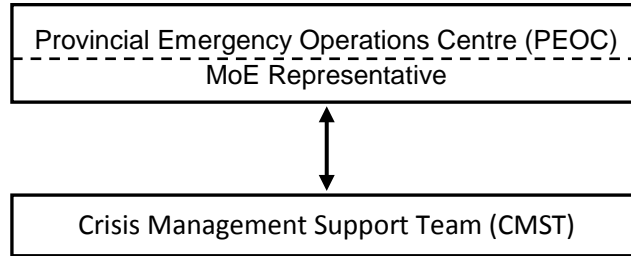 Provincial Emergency Operations Centre (PEOC)
MoE Representative
Crisis Management Support Team (CMST)